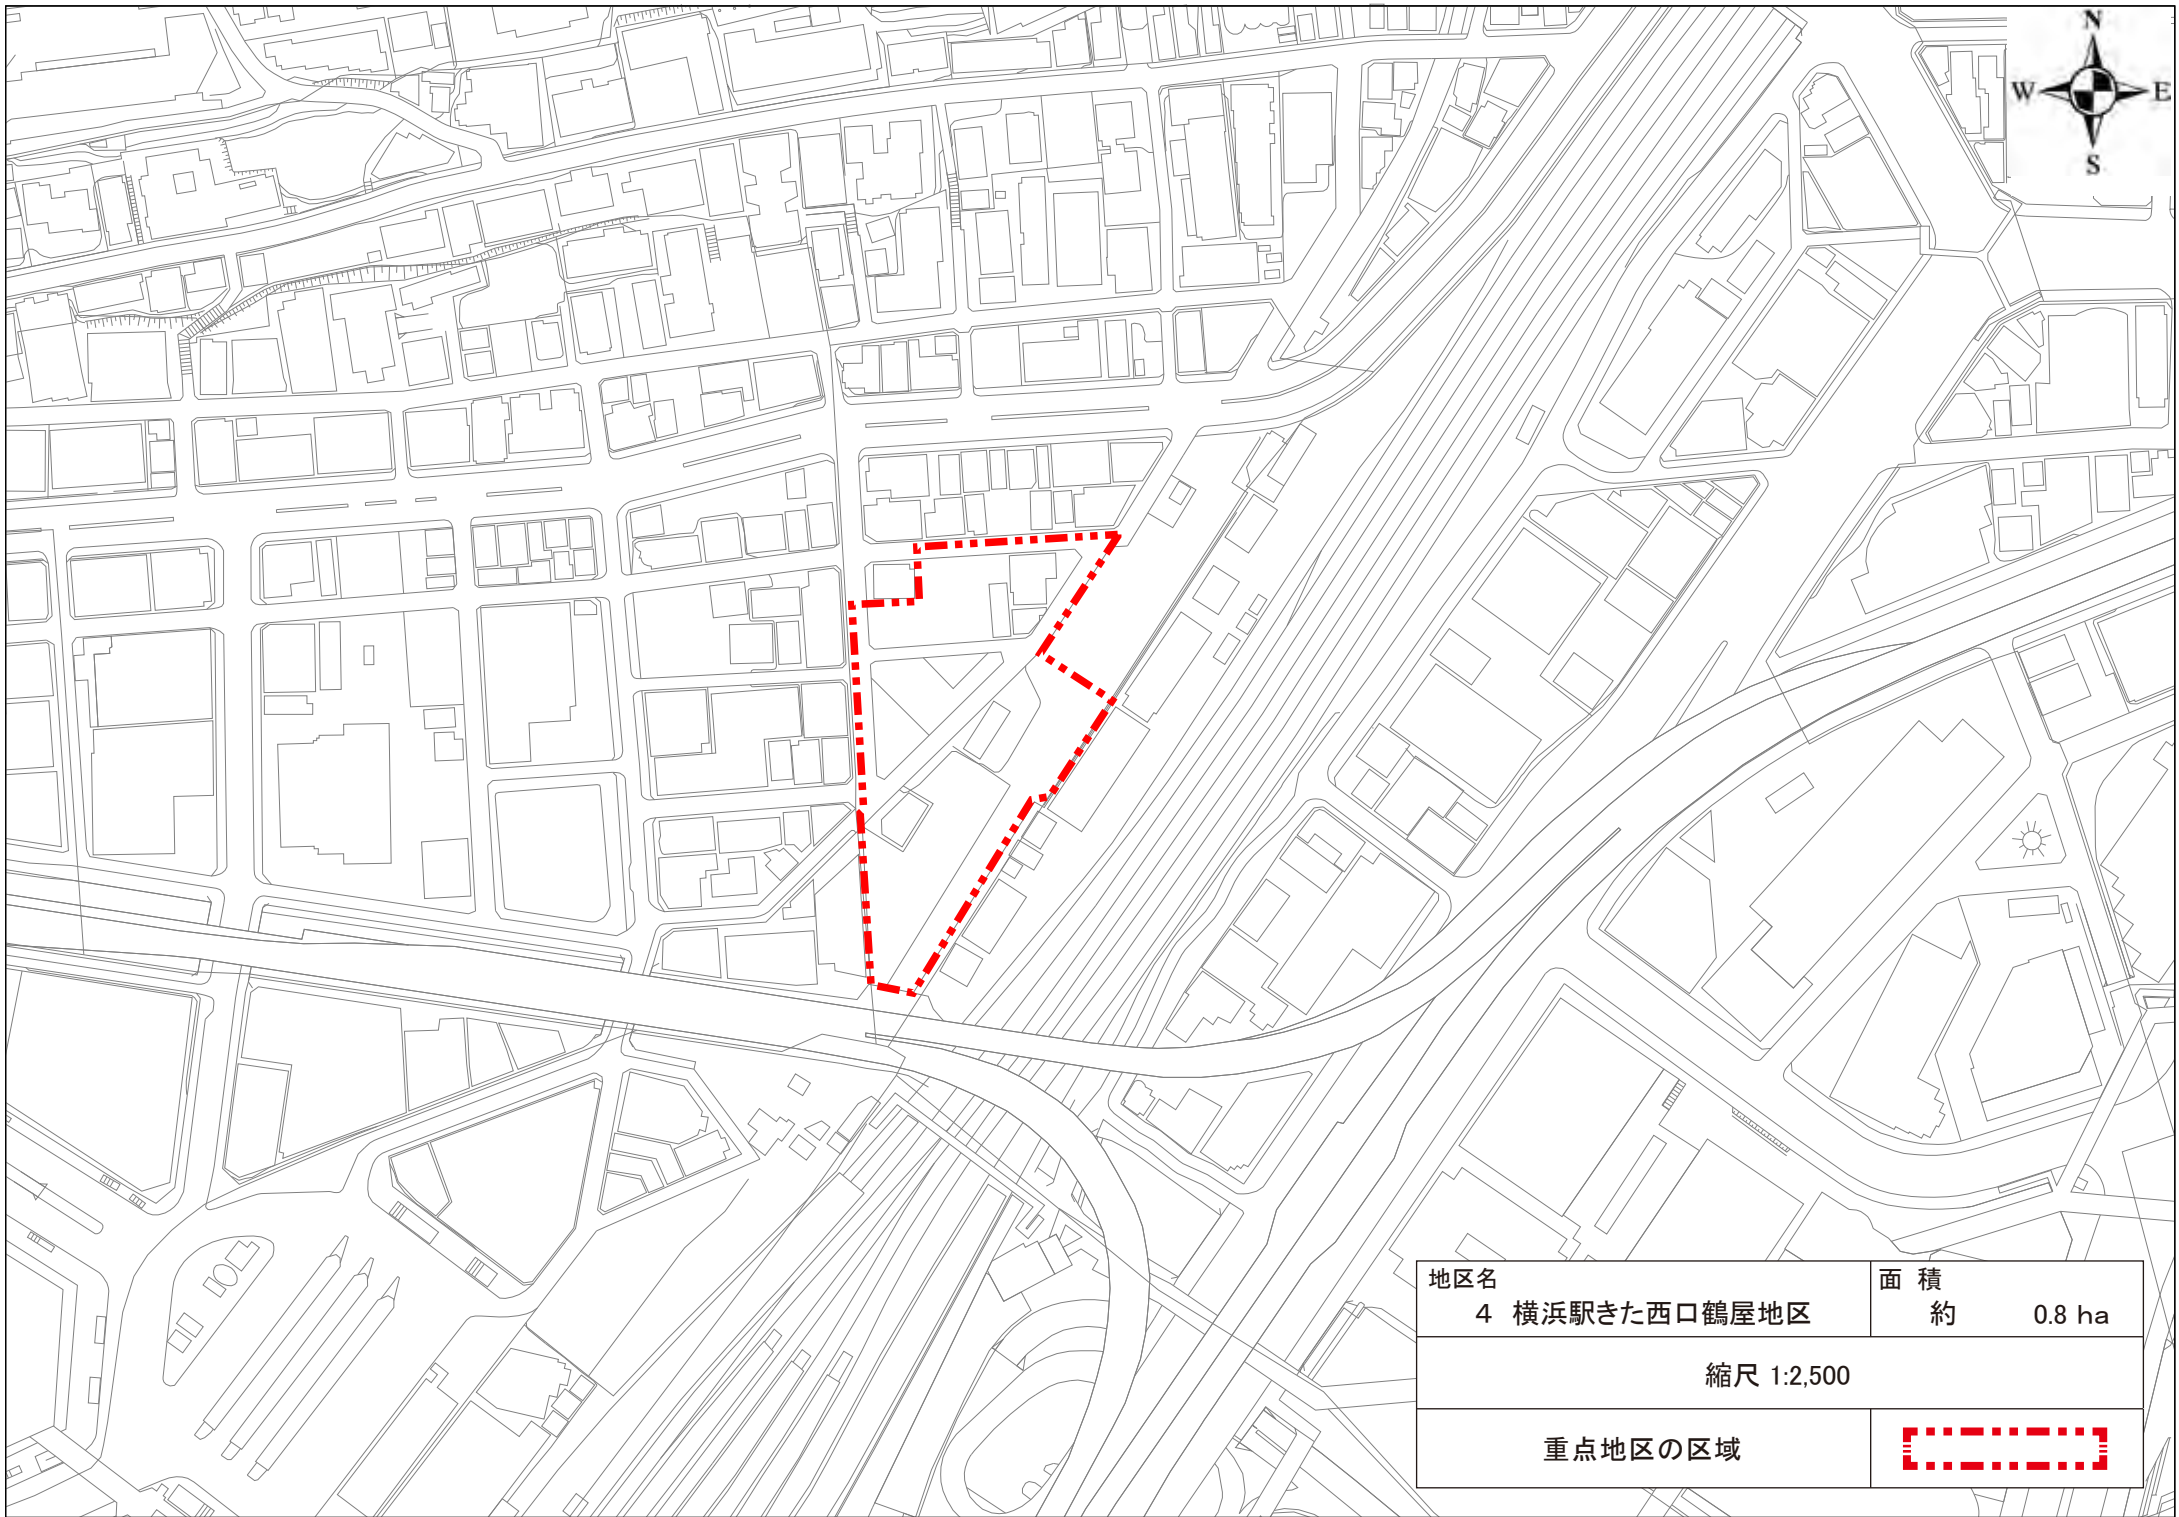 N
W E
S
地区名
4 横浜駅きた西口鶴屋地区
面 積
約 0.8 ha
縮尺 1:2,500
重点地区の区域